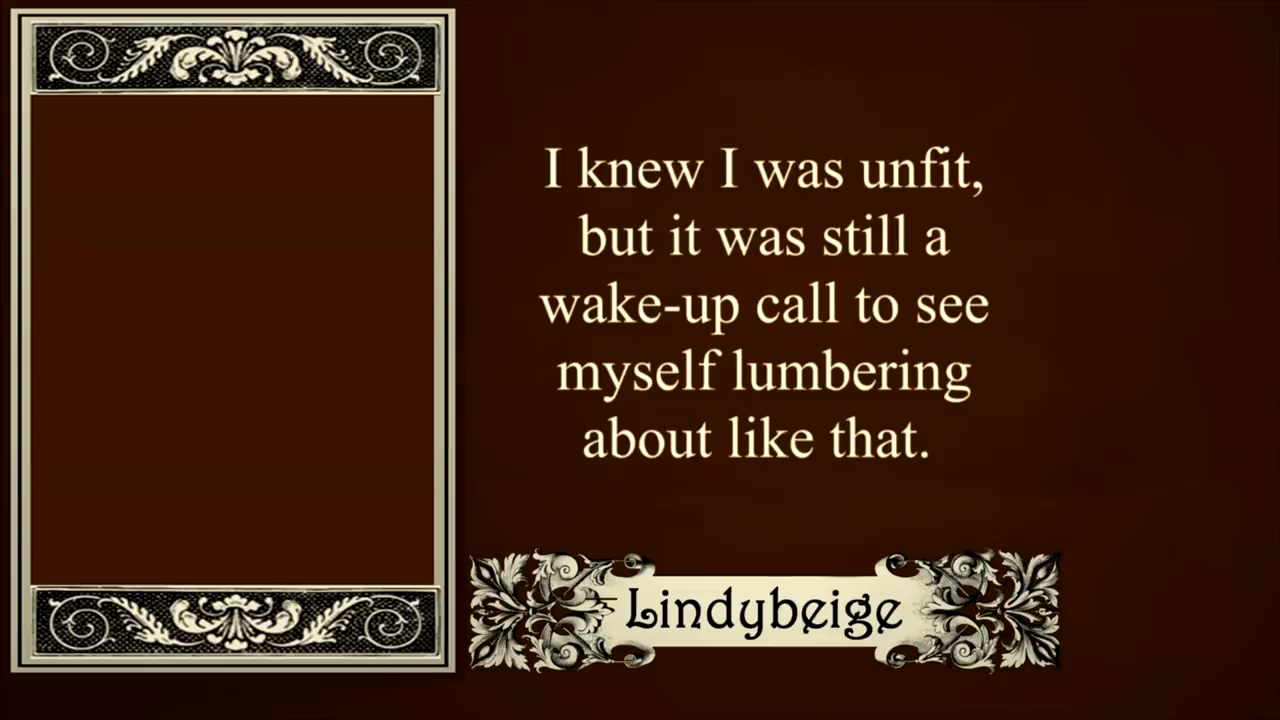 I knew I was unfit,
but it was still a
wake-up call to see
myself lumbering
about like that.
Lindybeige